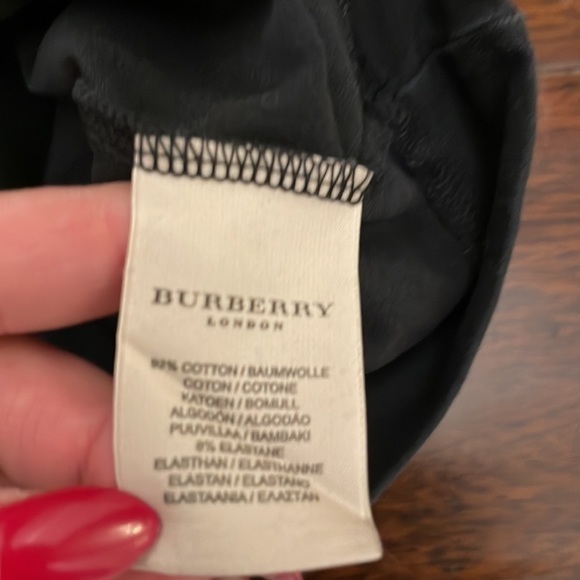 BURBERRY
LONDON
92% COTTON / BAUMWOLLE
COTON / COTONE
KATOEN / BOMULL
ALGODÓN / ALGODÃO
PUUVILLAA / BAMBAKI
8% ELASTANE
ELASTHAN / ELASTHANNE
ELASTAN / ELASTANO
ELASTAANIA / ΕΛΑΣΤΑΝ